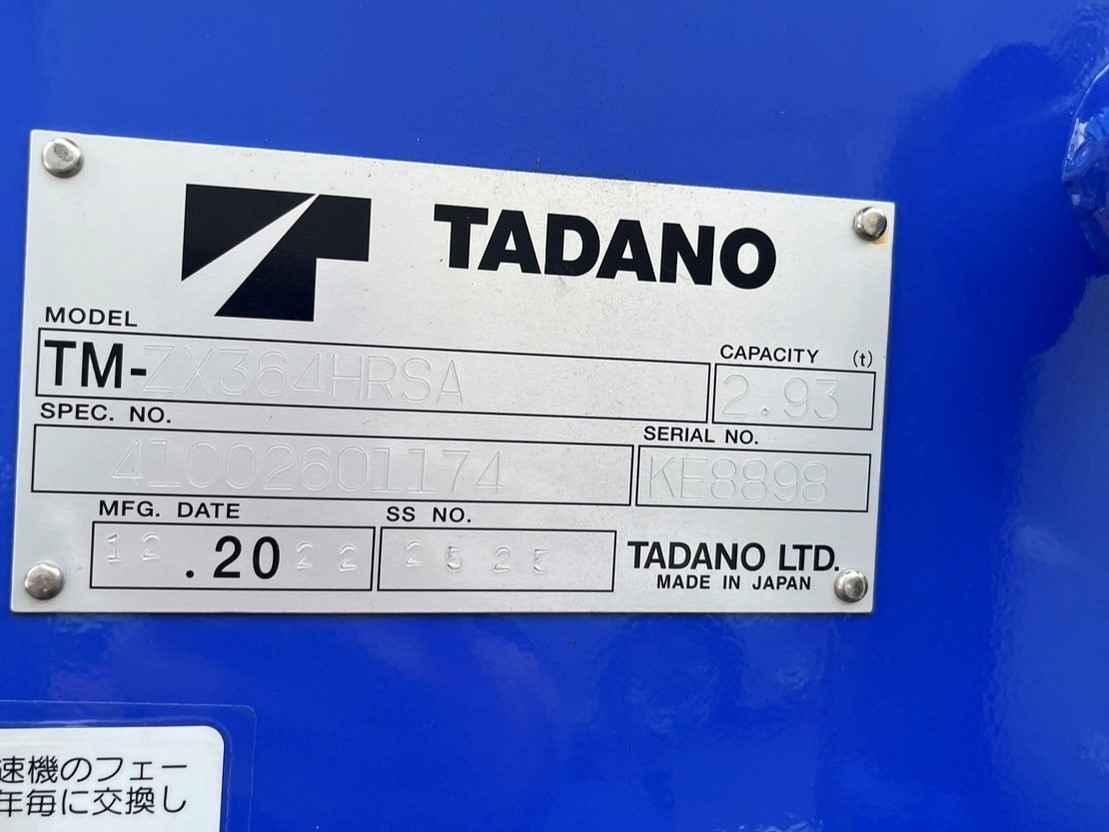 TADANO
MODEL
TM-ZX364HRSA
CAPACITY (t)
2.93
SPEC. NO.
41002601174
SERIAL NO.
KE8898
MFG. DATE
12.2022
SS NO.
2525
TADANO LTD.
MADE IN JAPAN
速機のフェー
年毎に交換し